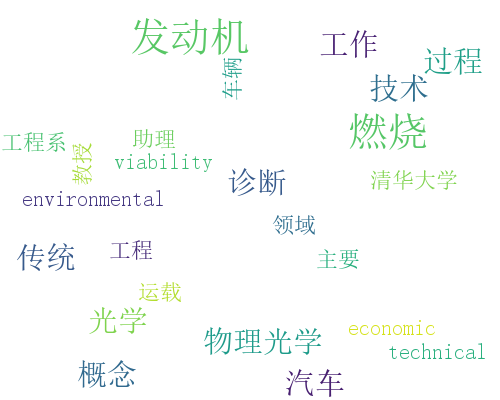 发动机
工作
过程
车辆
技术
燃烧
工程系
助理
教授
viability
诊断
清华大学
environmental
领域
传统
工程
主要
运载
光学
物理光学
economic
technical
概念
汽车